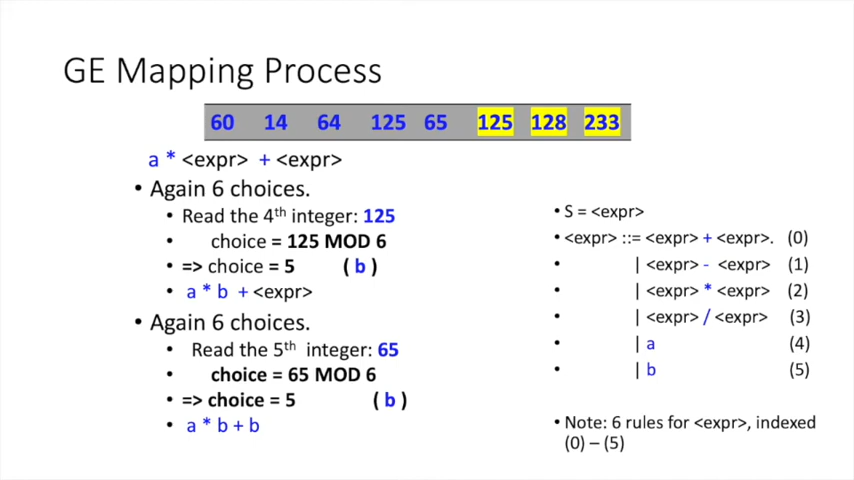 GE Mapping Process
60 14 64 125 65 125 128 233
a * <expr> + <expr>
• Again 6 choices.
• Read the 4th integer: 125
• choice = 125 MOD 6
• => choice = 5 ( b )
• a * b + <expr>
• Again 6 choices.
• Read the 5th integer: 65
• choice = 65 MOD 6
• => choice = 5 ( b )
• a * b + b
• S = <expr>
• <expr> ::= <expr> + <expr>. (0)
• | <expr> - <expr> (1)
• | <expr> * <expr> (2)
• | <expr> / <expr> (3)
• | a (4)
• | b (5)
• Note: 6 rules for <expr>, indexed
(0) – (5)